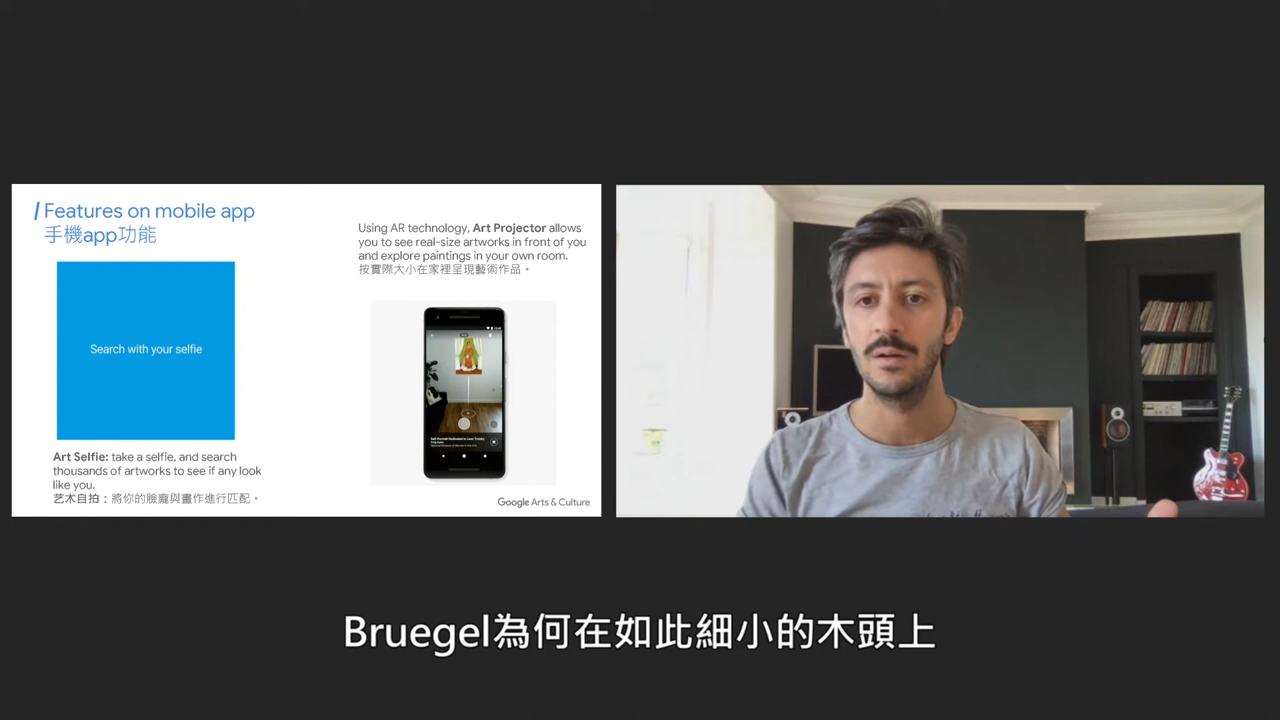 Features on mobile app
手機app功能
Search with your selfie
Art Selfie: take a selfie, and search
thousands of artworks to see if any look
like you.
艺术自拍：將你的臉龐與畫作進行匹配。
Using AR technology, Art Projector allows
you to see real-size artworks in front of you
and explore paintings in your own room.
按實際大小在家裡呈現藝術作品。
Google Arts & Culture
Bruegel為何在如此細小的木頭上